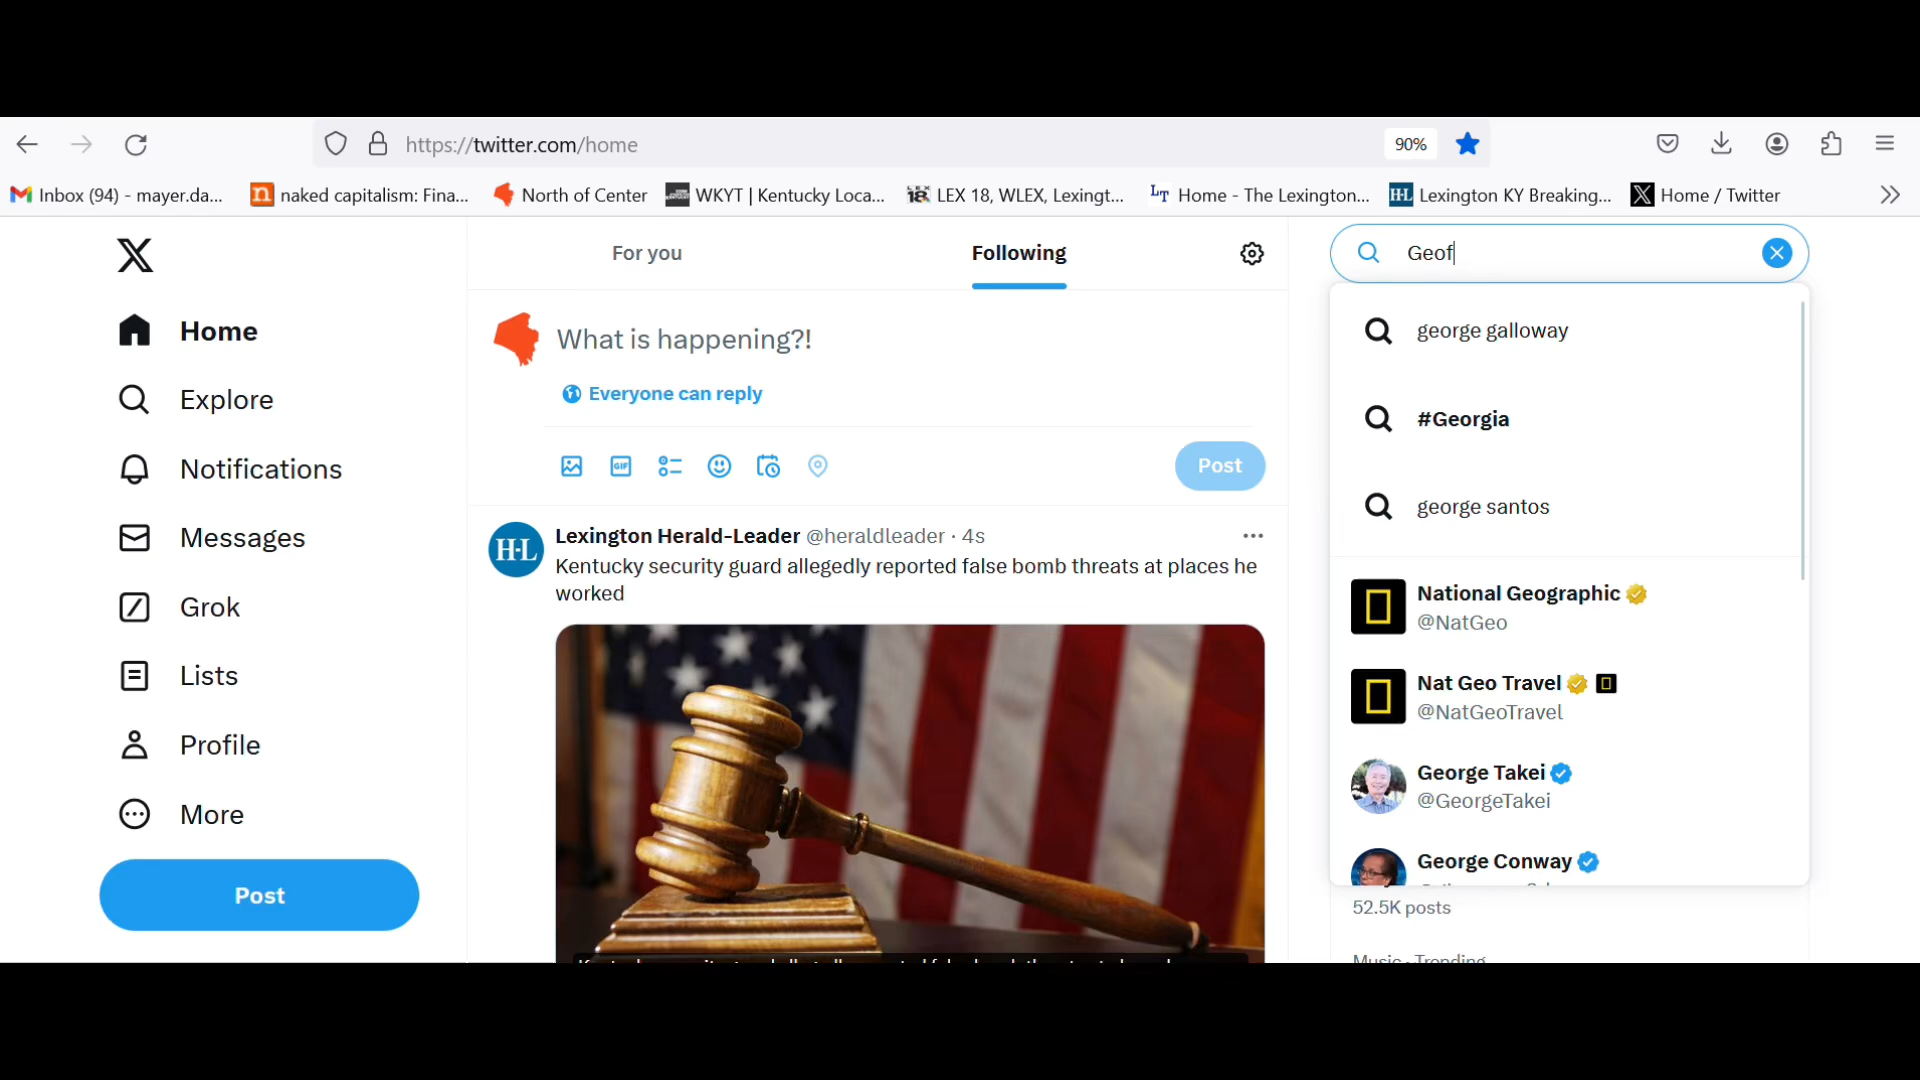 https://twitter.com/home
90%
Inbox (94) - mayer.da...
naked capitalism: Fina...
North of Center
WKYT | Kentucky Loca...
LEX 18, WLEX, Lexingt...
Home - The Lexington...
Lexington KY Breaking...
Home / Twitter
For you
Following
Geof
Home
Explore
Notifications
Messages
Grok
Lists
Profile
More
Post
What is happening?!
Everyone can reply
GIF
Post
H-L
Lexington Herald-Leader @heraldleader · 4s
Kentucky security guard allegedly reported false bomb threats at places he
worked
george galloway
#Georgia
george santos
National Geographic
@NatGeo
Nat Geo Travel
@NatGeoTravel
George Takei
@GeorgeTakei
George Conway
52.5K posts
Music · Trending